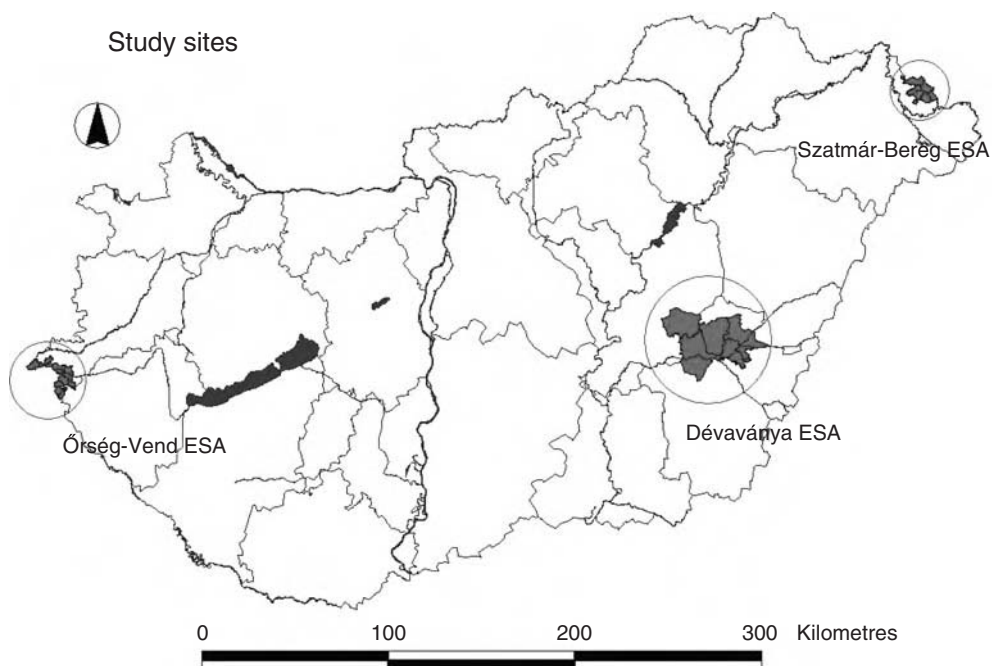 Study sites
Szatmár-Bereg ESA
Dévaványa ESA
Őrség-Vend ESA
0 100 200 300 Kilometres